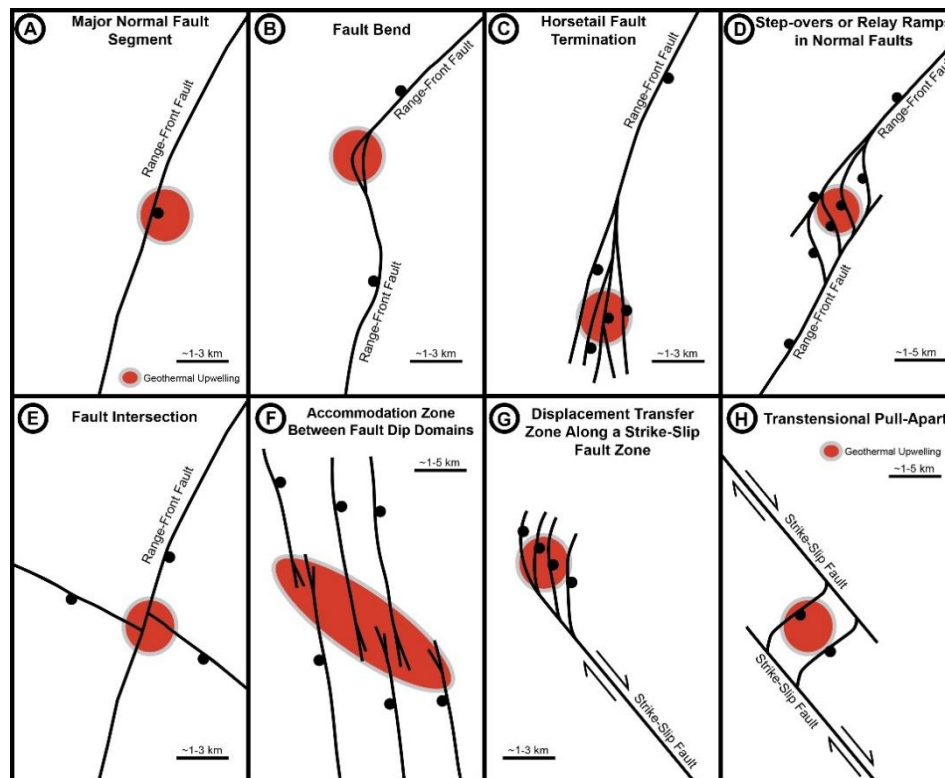 A
Major Normal Fault
Segment
Range-Front Fault
~1-3 km
Geothermal Upwelling
B
Fault Bend
Range-Front Fault
Range-Front Fault
C
Horsetail Fault
Termination
Range-Front Fault
~1-3 km
D
Step-overs or Relay Ramps
in Normal Faults
Range-Front Fault
Range-Front Fault
~1-5 km
E
Fault Intersection
Range-Front Fault
~1-3 km
F
Accommodation Zone
Between Fault Dip Domains
~1-5 km
G
Displacement Transfer
Zone Along a Strike-Slip
Fault Zone
Strike-Slip Fault
~1-3 km
H
Transtensional Pull-Apart
Geothermal Upwelling
~1-5 km
Strike-Slip Fault
Strike-Slip Fault